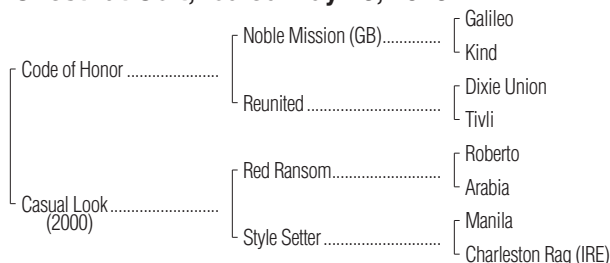 Galileo
Noble Mission (GB)
Kind
Code of Honor
Dixie Union
Reunited
Tivli
Roberto
Red Ransom
Arabia
Casual Look
(2000)
Manila
Style Setter
Charleston Rag (IRE)